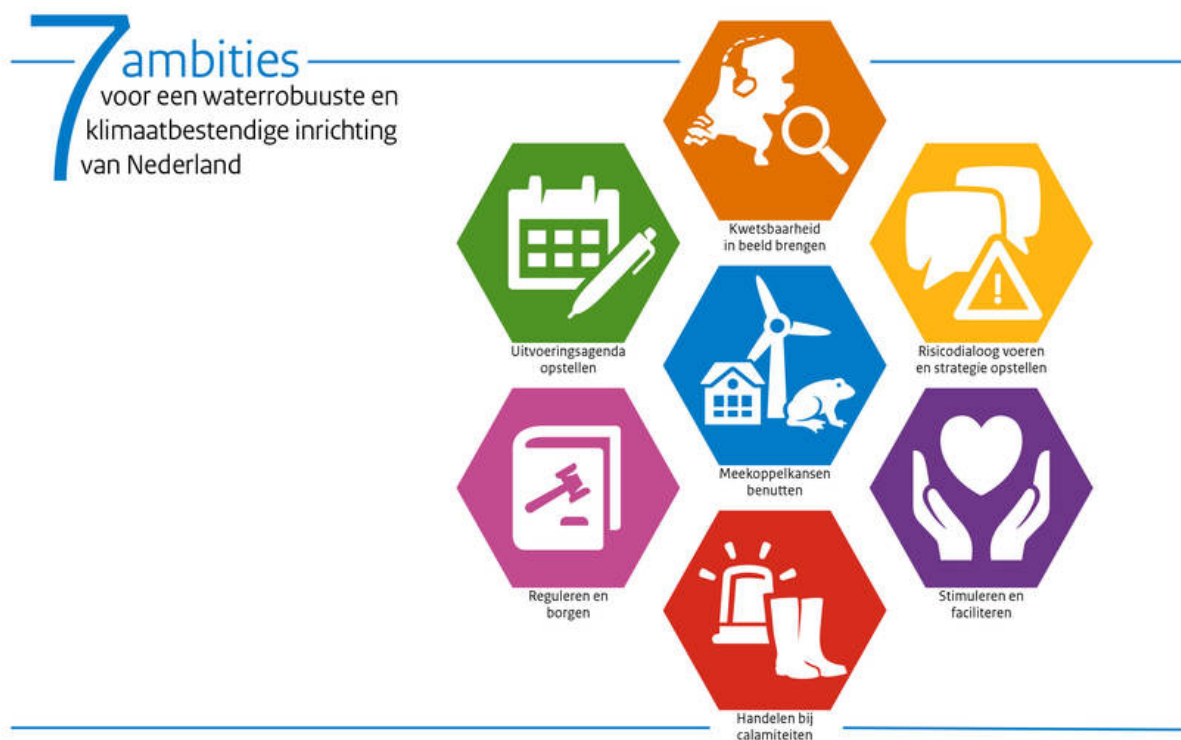 7 ambities
voor een waterrobuuste en
klimaatbestendige inrichting
van Nederland
Kwetsbaarheid
in beeld brengen
Uitvoeringsagenda
opstellen
Risicodialoog voeren
en strategie opstellen
Meekoppelkansen
benutten
Reguleren en
borgen
Stimuleren en
faciliteren
Handelen bij
calamiteiten